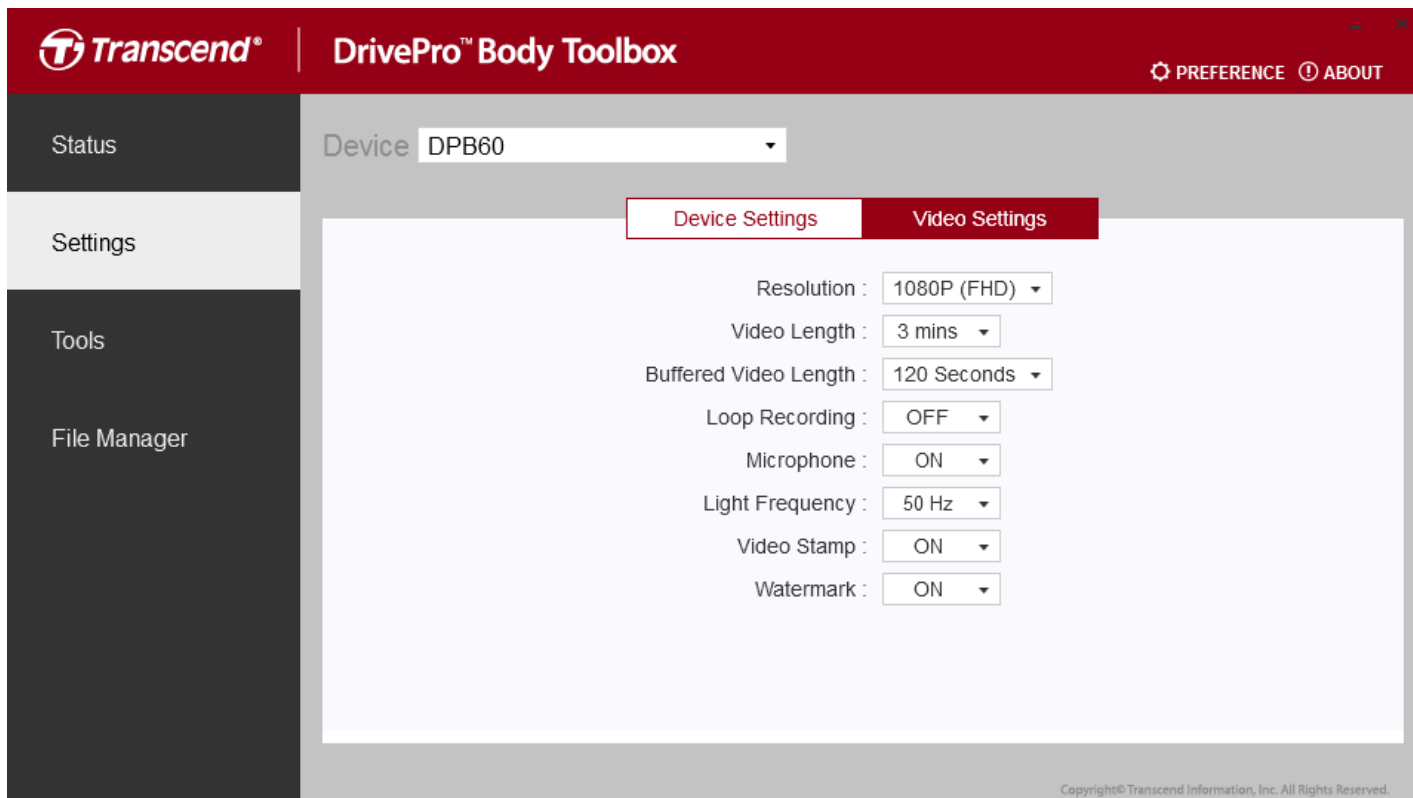 Transcend®
DrivePro™ Body Toolbox
PREFERENCE ABOUT
Status
Settings
Tools
File Manager
Device DPB60
Device Settings Video Settings
Resolution : 1080P (FHD)
Video Length : 3 mins
Buffered Video Length : 120 Seconds
Loop Recording : OFF
Microphone : ON
Light Frequency : 50 Hz
Video Stamp : ON
Watermark : ON
Copyright© Transcend Information, Inc. All Rights Reserved.